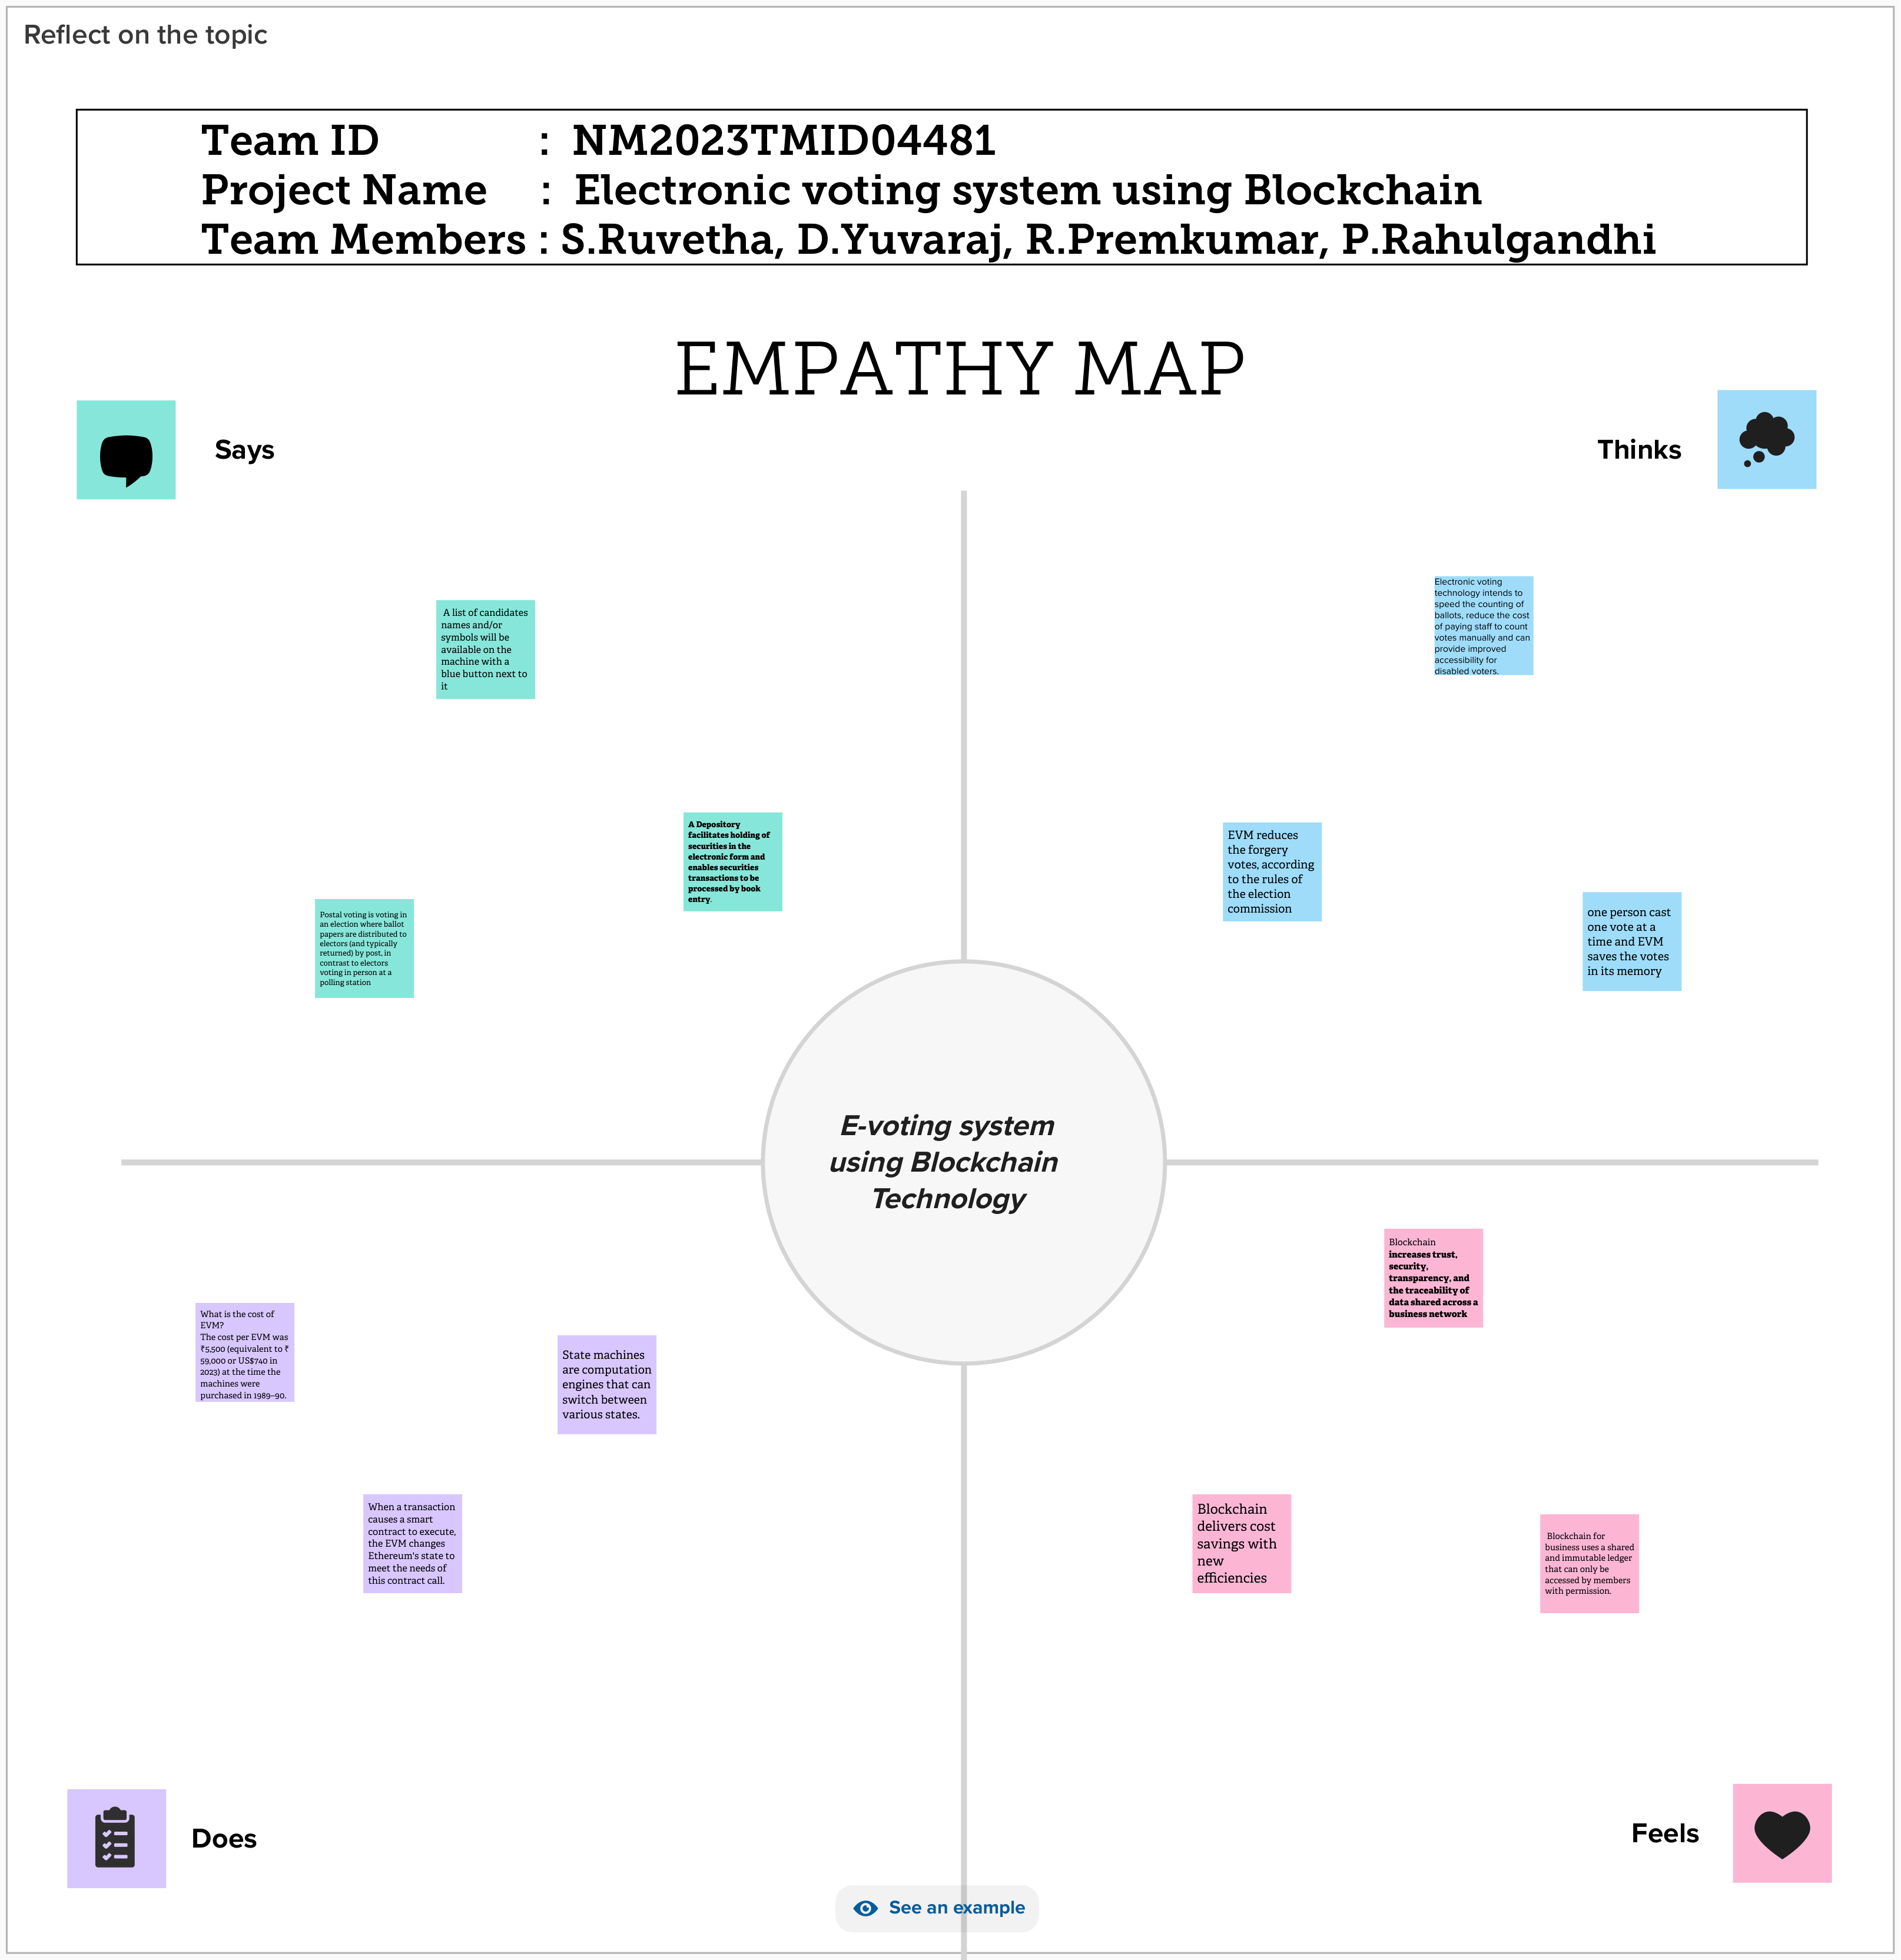 Reflect on the topic
Team ID : NM2023TMID04481
Project Name : Electronic voting system using Blockchain
Team Members : S.Ruvetha, D.Yuvaraj, R.Premkumar, P.Rahulgandhi
EMPATHY MAP
Says
Thinks
A list of candidates
names and/or
symbols will be
available on the
machine with a
blue button next to
it
A Depository
facilitates holding of
securities in the
electronic form and
enables securities
transactions to be
processed by book
entry.
Postal voting is voting in
an election where ballot
papers are distributed to
electors (and typically
returned) by post, in
contrast to electors
voting in person at a
polling station
Electronic voting
technology intends to
speed the counting of
ballots, reduce the cost
of paying staff to count
votes manually and can
provide improved
accessibility for
disabled voters.
EVM reduces
the forgery
votes, according
to the rules of
the election
commission
one person cast
one vote at a
time and EVM
saves the votes
in its memory
E-voting system
using Blockchain
Technology
What is the cost of
EVM?
The cost per EVM was
₹5,500 (equivalent to ₹
59,000 or US$740 in
2023) at the time the
machines were
purchased in 1989–90.
State machines
are computation
engines that can
switch between
various states.
When a transaction
causes a smart
contract to execute,
the EVM changes
Ethereum's state to
meet the needs of
this contract call.
Blockchain
increases trust,
security,
transparency, and
the traceability of
data shared across a
business network
Blockchain
delivers cost
savings with
new
efficiencies
Blockchain for
business uses a shared
and immutable ledger
that can only be
accessed by members
with permission.
Does
Feels
See an example